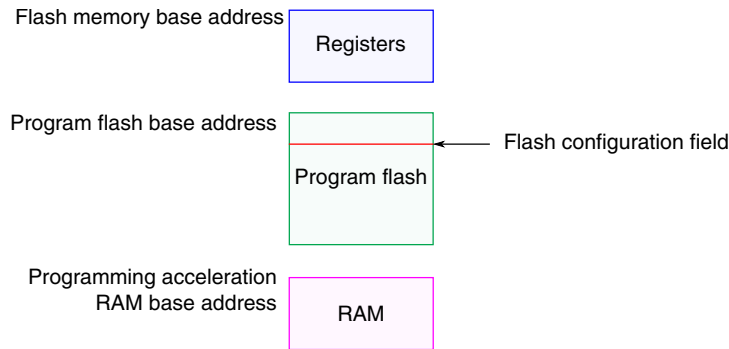 Flash memory base address
Registers
Program flash base address
Flash configuration field
Program flash
Programming acceleration
RAM base address
RAM